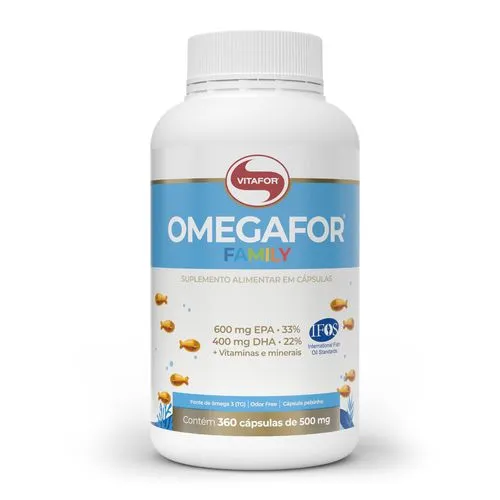 VITAFOR®
OMEGAFOR®
FAMILY
SUPLEMENTO ALIMENTAR EM CÁPSULAS
600 mg EPA • 33%
400 mg DHA • 22%
+ Vitaminas e minerais
IFOS
International Fish
Oil Standards
Fonte de ômega 3 (TG) | Odor Free | Cápsula peixinho
Contém 360 cápsulas de 500 mg